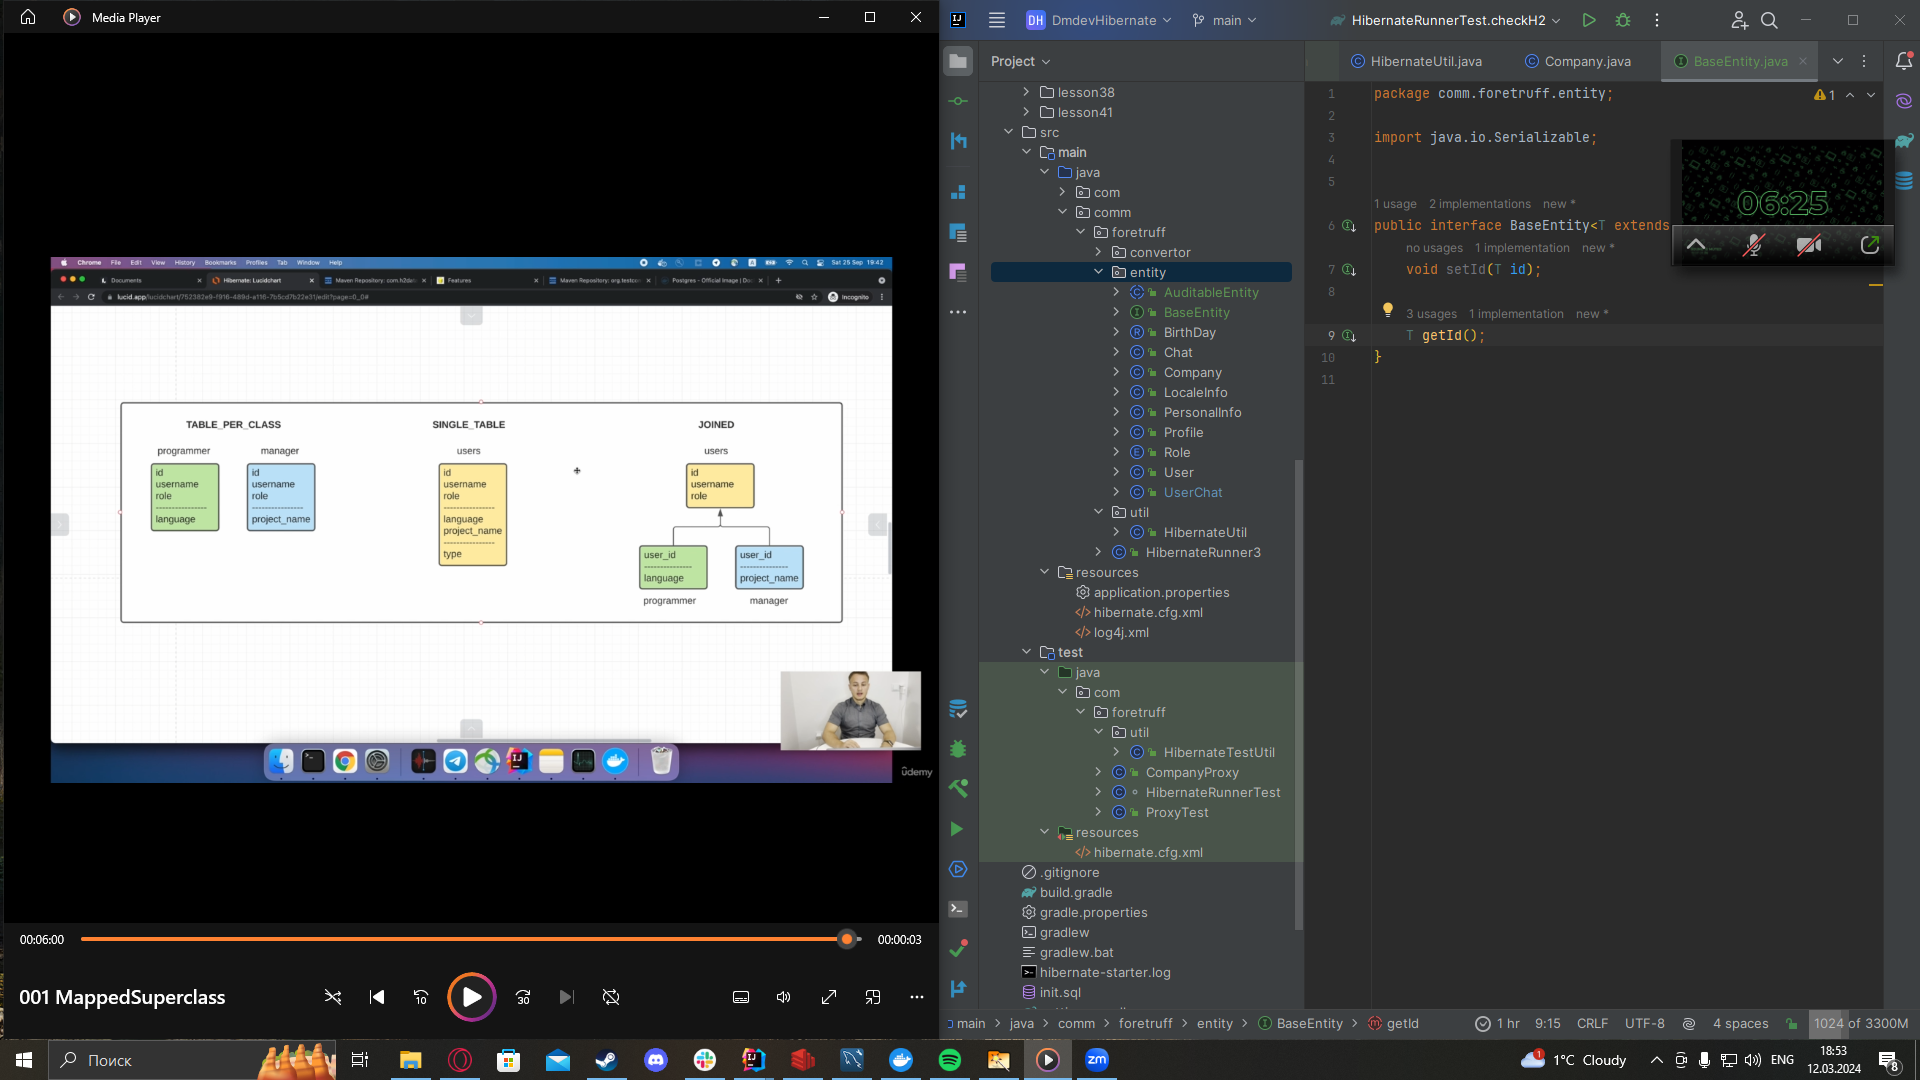 Media Player
Chrome File Edit View History Bookmarks Profiles Tab Window Help
Sat 25 Sep 19:42
Documents
Hibernate: Lucidchart
Maven Repository: com.h2dat
Features
Maven Repository: org.testcon
Postgres - Official Image | Doc
Incognito
TABLE_PER_CLASS
SINGLE_TABLE
JOINED
programmer
manager
users
users
id
username
role
language
id
username
role
project_name
id
username
role
language
project_name
type
id
username
role
user_id
language
user_id
project_name
programmer
manager
udemy
00:06:00
00:00:03
001 MappedSuperclass
10
30
DH DmdevHibernate
main
HibernateRunnerTest.checkH2
Project
HibernateUtil.java
Company.java
BaseEntity.java
lesson38
lesson41
src
main
java
com
comm
foretruff
convertor
entity
AuditableEntity
BaseEntity
BirthDay
Chat
Company
LocaleInfo
PersonalInfo
Profile
Role
User
UserChat
util
HibernateUtil
HibernateRunner3
resources
application.properties
hibernate.cfg.xml
log4j.xml
test
java
com
foretruff
util
HibernateTestUtil
CompanyProxy
HibernateRunnerTest
ProxyTest
resources
hibernate.cfg.xml
.gitignore
build.gradle
gradle.properties
gradlew
gradlew.bat
hibernate-starter.log
init.sql
1 package comm.foretruff.entity;
1
2
3 import java.io.Serializable;
4
5
1 usage 2 implementations new *
6 public interface BaseEntity<T extends
no usages 1 implementation new *
7 void setId(T id);
8
3 usages 1 implementation new *
9 T getId();
10 }
11
06:25
main > java > comm > foretruff > entity > BaseEntity > getId
1 hr 9:15 CRLF UTF-8 4 spaces 1024 of 3300M
Поиск
zm
1°C Cloudy
ENG
18:53
12.03.2024
8